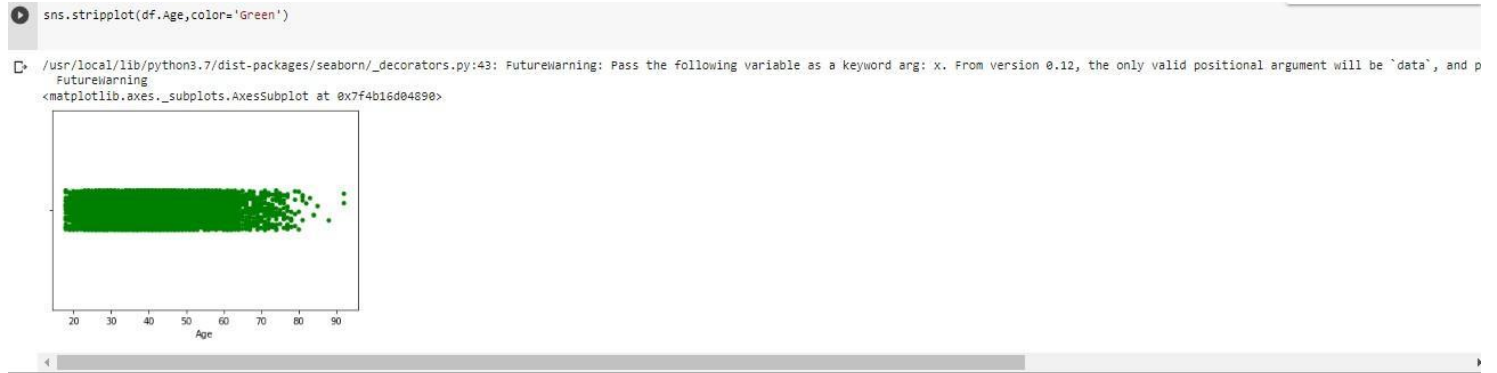 sns.stripplot(df.Age,color='Green')
/usr/local/lib/python3.7/dist-packages/seaborn/_decorators.py:43: FutureWarning: Pass the following variable as a keyword arg: x. From version 0.12, the only valid positional argument will be `data`, and p
FutureWarning
<matplotlib.axes._subplots.AxesSubplot at 0x7f4b16d04890>
20 30 40 50 60 70 80 90
Age